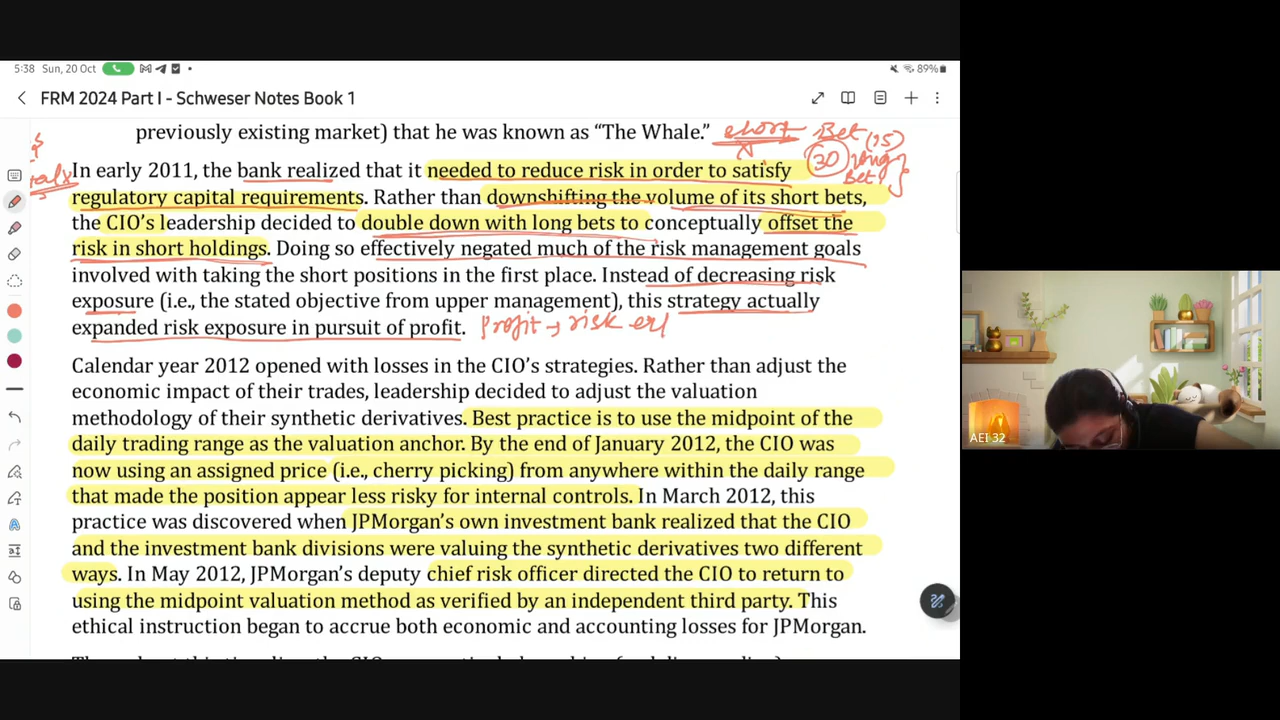 5:38 Sun, 20 Oct
89%
FRM 2024 Part I - Schweser Notes Book 1
previously existing market) that he was known as “The Whale.” short Bet (15)
In early 2011, the bank realized that it needed to reduce risk in order to satisfy 30 long Bet
regulatory capital requirements. Rather than downshifting the volume of its short bets,
the CIO’s leadership decided to double down with long bets to conceptually offset the
risk in short holdings. Doing so effectively negated much of the risk management goals
involved with taking the short positions in the first place. Instead of decreasing risk
exposure (i.e., the stated objective from upper management), this strategy actually
expanded risk exposure in pursuit of profit. Profit → risk
Calendar year 2012 opened with losses in the CIO’s strategies. Rather than adjust the
economic impact of their trades, leadership decided to adjust the valuation
methodology of their synthetic derivatives. Best practice is to use the midpoint of the
daily trading range as the valuation anchor. By the end of January 2012, the CIO was
now using an assigned price (i.e., cherry picking) from anywhere within the daily range
that made the position appear less risky for internal controls. In March 2012, this
practice was discovered when JPMorgan’s own investment bank realized that the CIO
and the investment bank divisions were valuing the synthetic derivatives two different
ways. In May 2012, JPMorgan’s deputy chief risk officer directed the CIO to return to
using the midpoint valuation method as verified by an independent third party. This
ethical instruction began to accrue both economic and accounting losses for JPMorgan.
AEI 32